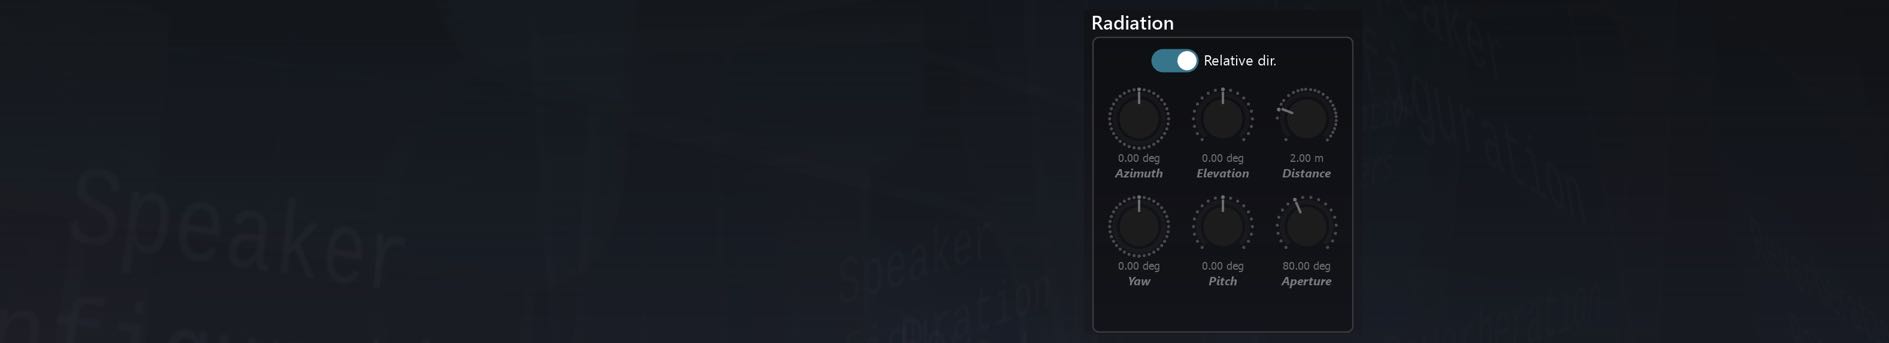 Radiation
Relative dir.
0.00 deg 0.00 deg 2.00 m
Azimuth Elevation Distance
0.00 deg 0.00 deg 80.00 deg
Yaw Pitch Aperture
Speaker
Speaker